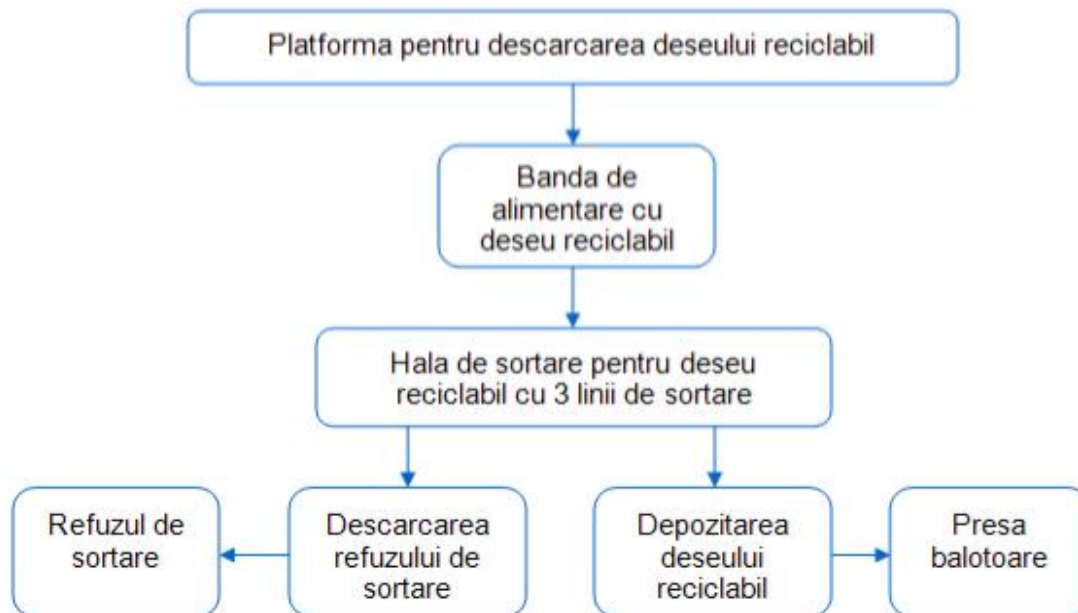 Platforma pentru descarcarea deseului reciclabil
Banda de
alimentare cu
deseu reciclabil
Hala de sortare pentru deseu
reciclabil cu 3 linii de sortare
Refuzul de
sortare
Descarcarea
refuzului de
sortare
Depozitarea
deseului
reciclabil
Presa
balotoare